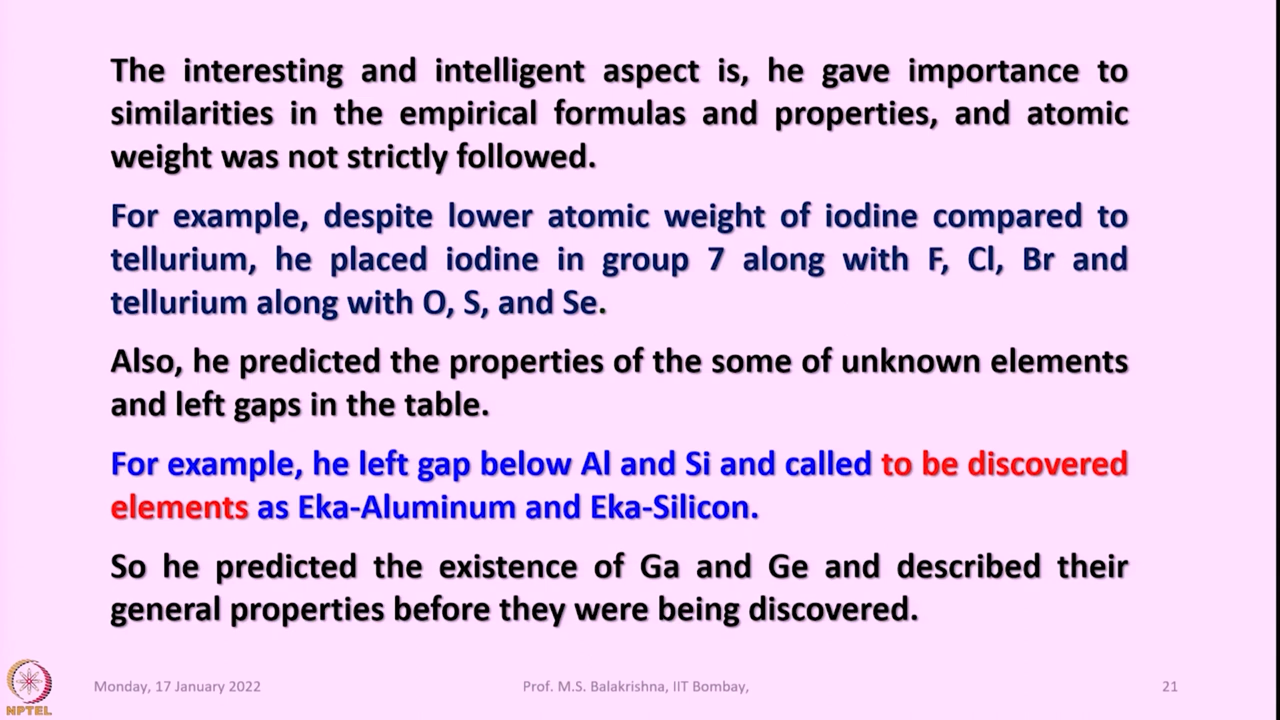 The interesting and intelligent aspect is, he gave importance to
similarities in the empirical formulas and properties, and atomic
weight was not strictly followed.
For example, despite lower atomic weight of iodine compared to
tellurium, he placed iodine in group 7 along with F, Cl, Br and
tellurium along with O, S, and Se.
Also, he predicted the properties of the some of unknown elements
and left gaps in the table.
For example, he left gap below Al and Si and called to be discovered
elements as Eka-Aluminum and Eka-Silicon.
So he predicted the existence of Ga and Ge and described their
general properties before they were being discovered.
NPTEL
Monday, 17 January 2022
Prof. M.S. Balakrishna, IIT Bombay,
21